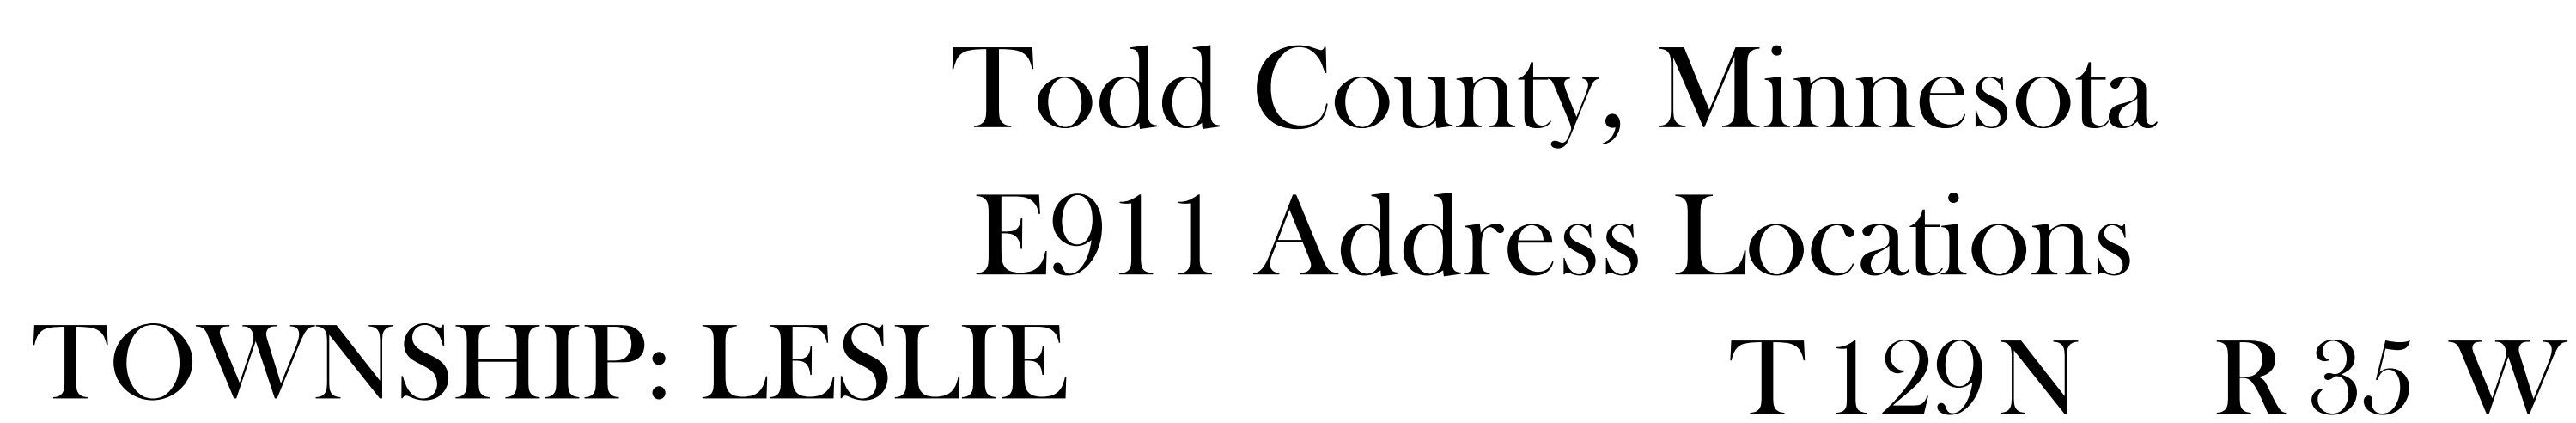 Todd County, Minnesota
E911 Address Locations
TOWNSHIP: LESLIE T 129 N R 35 W